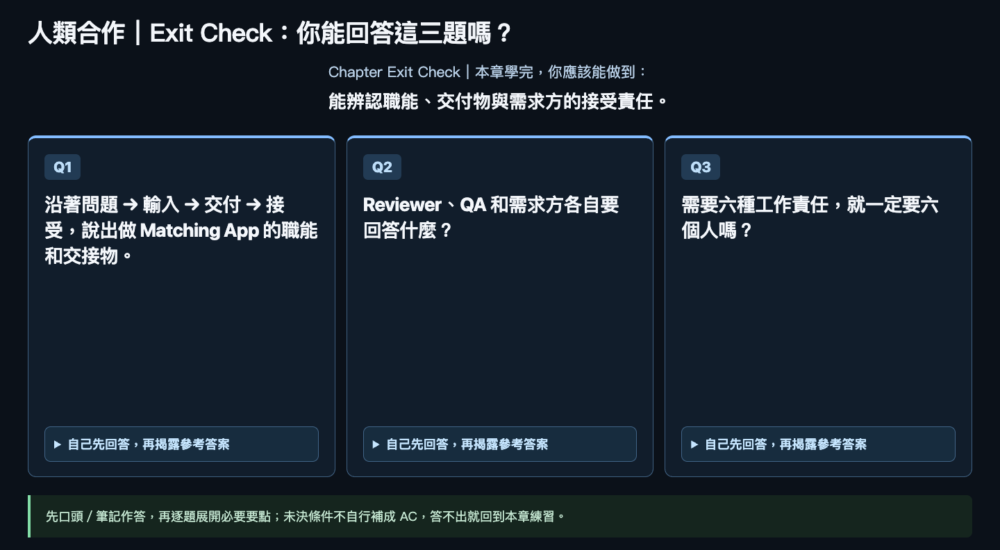 人類合作｜Exit Check：你能回答這三題嗎？
Chapter Exit Check｜本章學完，你應該能做到：
能辨認職能、交付物與需求方的接受責任。
Q1
沿著問題 → 輸入 → 交付 → 接
受，說出做 Matching App 的職能
和交接物。
▶ 自己先回答，再揭露參考答案
Q2
Reviewer、QA 和需求方各自要
回答什麼？
▶ 自己先回答，再揭露參考答案
Q3
需要六種工作責任，就一定要六
個人嗎？
▶ 自己先回答，再揭露參考答案
先口頭 / 筆記作答，再逐題展開必要要點；未決條件不自行補成 AC，答不出就回到本章練習。